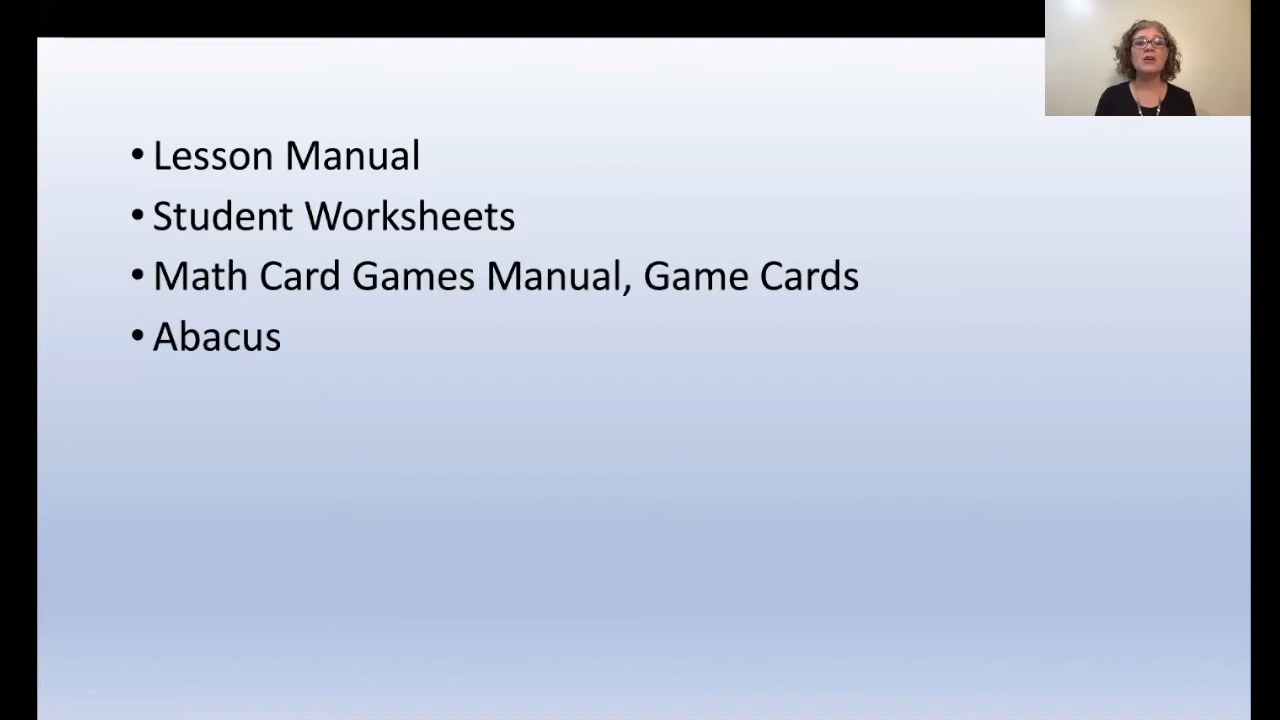 • Lesson Manual
• Student Worksheets
• Math Card Games Manual, Game Cards
• Abacus